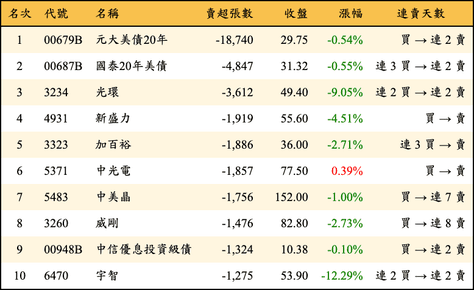 名次 代號 名稱 賣超張數 收盤 漲幅 連賣天數
1 00679B 元大美債20年 -18,740 29.75 -0.54% 買→連 2 賣
2 00687B 國泰20年美債 -4,847 31.32 -0.55% 連 3 買→連 2 賣
3 3234 光環 -3,612 49.40 -9.05% 連 2 買→連 2 賣
4 4931 新盛力 -1,919 55.60 -4.51% 買→賣
5 3323 加百裕 -1,886 36.00 -2.71% 連 3 買→賣
6 5371 中光電 -1,857 77.50 0.39% 買→賣
7 5483 中美晶 -1,756 152.00 -1.00% 買→連 7 賣
8 3260 威剛 -1,476 82.80 -2.73% 買→連 8 賣
9 00948B 中信優息投資級債 -1,324 10.38 -0.10% 買→連 2 賣
10 6470 宇智 -1,275 53.90 -12.29% 連 2 買→連 2 賣